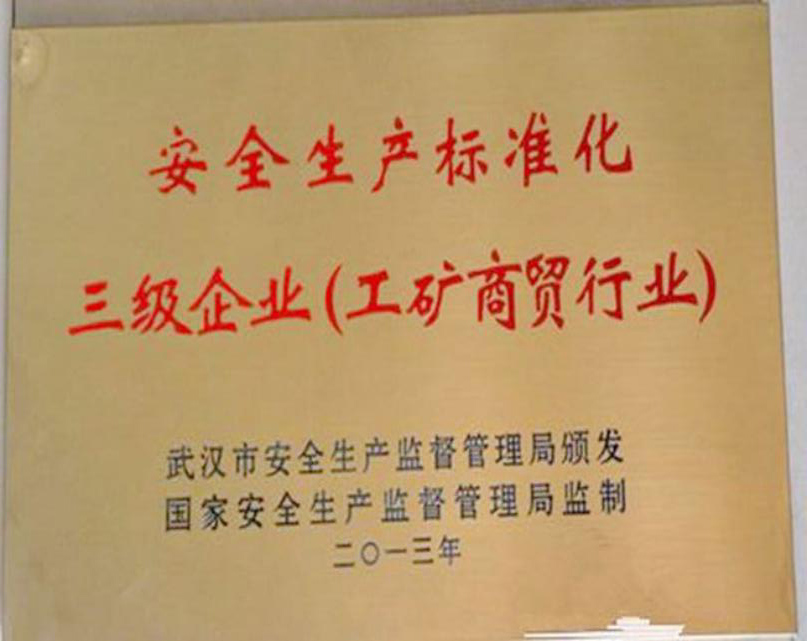 安全生产标准化
三级企业(工矿商贸行业)
武汉市安全生产监督管理局颁发
国家安全生产监督管理局监制
二〇一三年